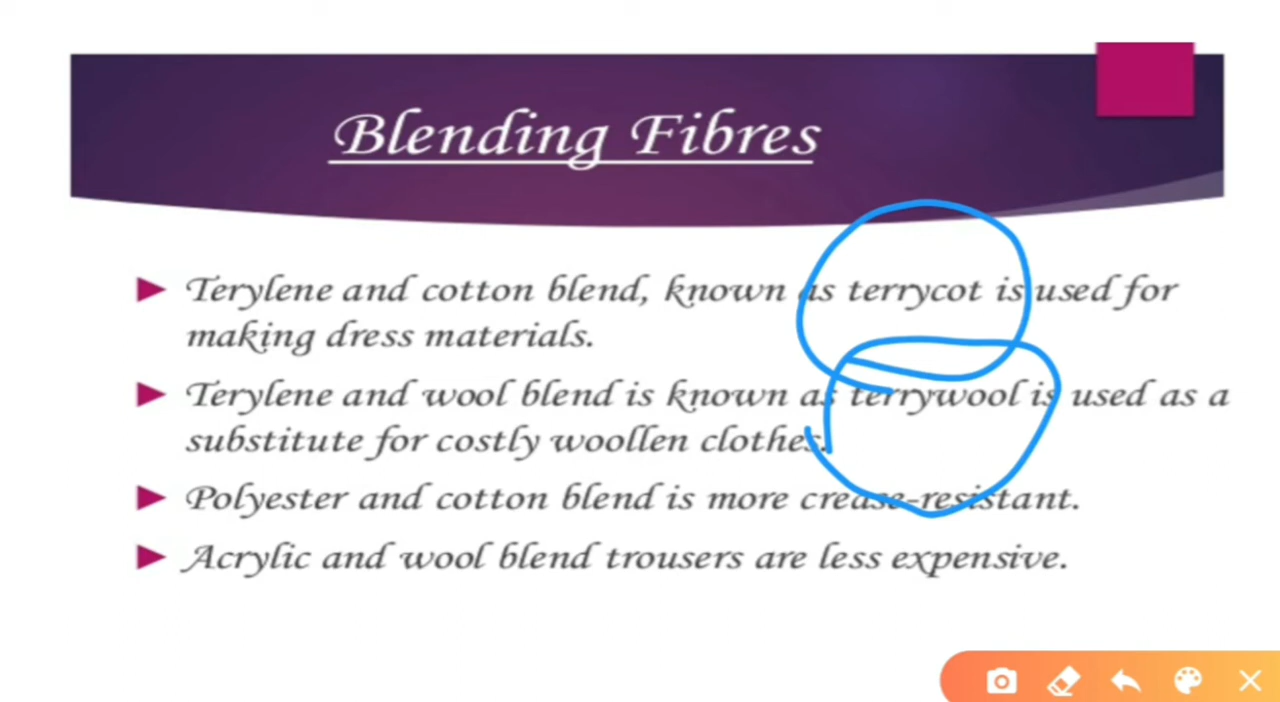 Blending Fibres
Terylene and cotton blend, known as terrycot is used for
making dress materials.
Terylene and wool blend is known as terrywool is used as a
substitute for costly woollen clothes.
Polyester and cotton blend is more crease-resistant.
Acrylic and wool blend trousers are less expensive.